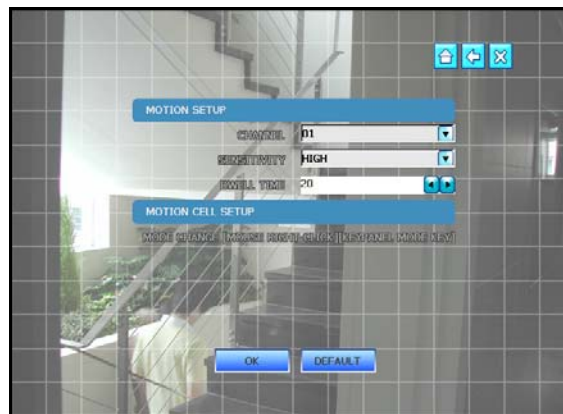 MOTION SETUP
CHANNEL 01
SENSITIVITY HIGH
DWELL TIME 20
MOTION CELL SETUP
MODE CHANGE [MOUSE RIGHT-CLICK][KEYPANEL MODE KEY]
OK DEFAULT